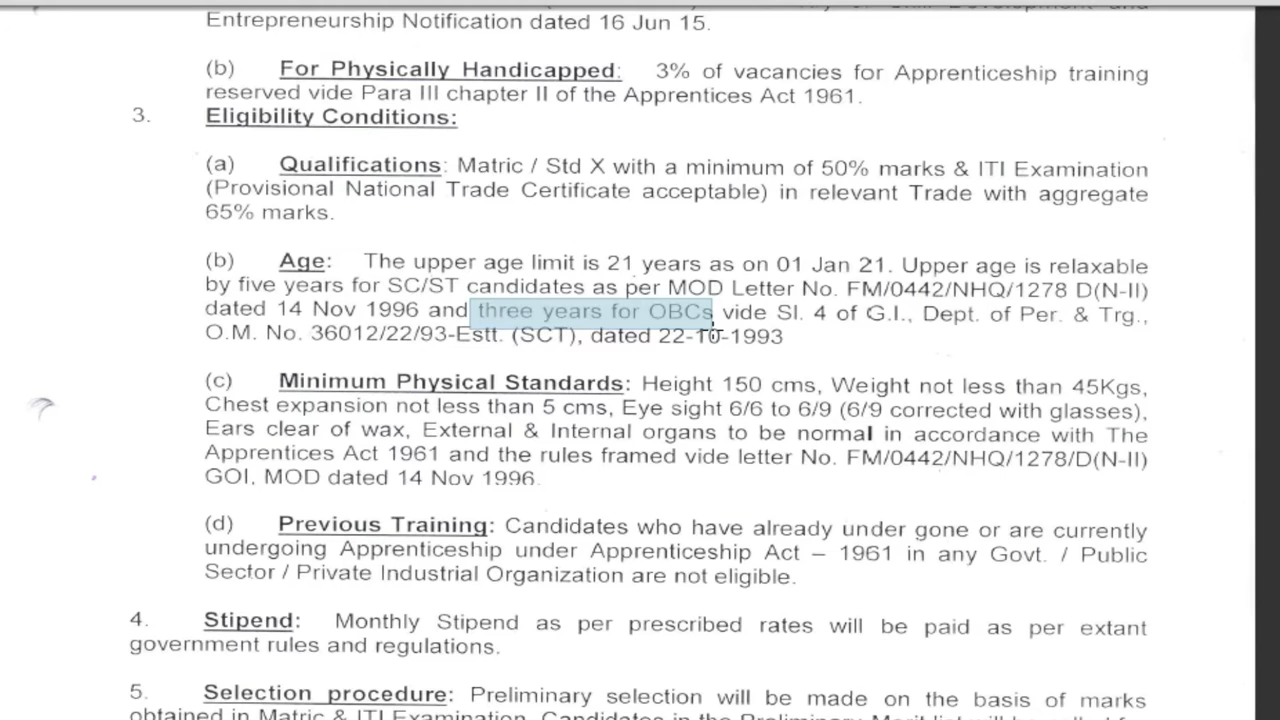 Entrepreneurship Notification dated 16 Jun 15.
(b) For Physically Handicapped: 3% of vacancies for Apprenticeship training
reserved vide Para III chapter II of the Apprentices Act 1961.
3. Eligibility Conditions:
(a) Qualifications: Matric / Std X with a minimum of 50% marks & ITI Examination
(Provisional National Trade Certificate acceptable) in relevant Trade with aggregate
65% marks.
(b) Age: The upper age limit is 21 years as on 01 Jan 21. Upper age is relaxable
by five years for SC/ST candidates as per MOD Letter No. FM/0442/NHQ/1278 D(N-II)
dated 14 Nov 1996 and three years for OBCs vide Sl. 4 of G.I., Dept. of Per. & Trg.,
O.M. No. 36012/22/93-Estt. (SCT), dated 22-10-1993
(c) Minimum Physical Standards: Height 150 cms, Weight not less than 45Kgs,
Chest expansion not less than 5 cms, Eye sight 6/6 to 6/9 (6/9 corrected with glasses),
Ears clear of wax, External & Internal organs to be normal in accordance with The
Apprentices Act 1961 and the rules framed vide letter No. FM/0442/NHQ/1278/D(N-II)
GOI, MOD dated 14 Nov 1996.
(d) Previous Training: Candidates who have already under gone or are currently
undergoing Apprenticeship under Apprenticeship Act – 1961 in any Govt. / Public
Sector / Private Industrial Organization are not eligible.
4. Stipend: Monthly Stipend as per prescribed rates will be paid as per extant
government rules and regulations.
5. Selection procedure: Preliminary selection will be made on the basis of marks
obtained in Matric & ITI Examination. Candidates in the Preliminary Merit list will be called for